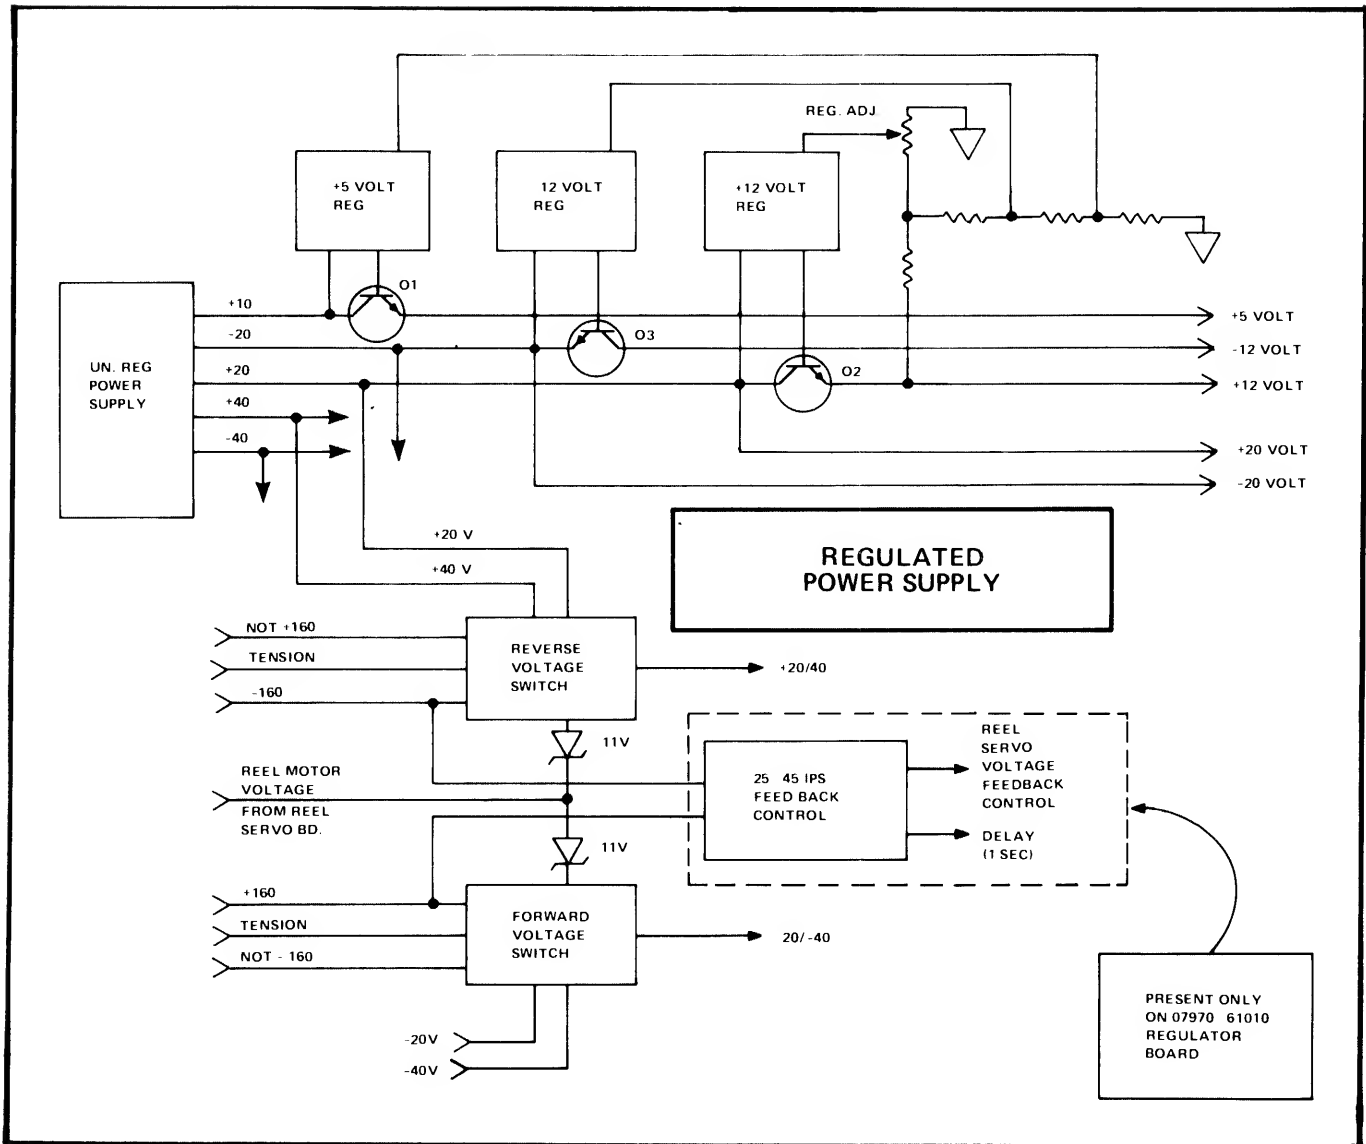 REG. ADJ.
+5 VOLT
REG
12 VOLT
REG
+12 VOLT
REG
O1
O3
O2
UN. REG
POWER
SUPPLY
+10
-20
+20
+40
-40
+5 VOLT
-12 VOLT
+12 VOLT
+20 VOLT
-20 VOLT
+20 V
+40 V
REGULATED
POWER SUPPLY
NOT +160
TENSION
-160
REVERSE
VOLTAGE
SWITCH
+20/40
11V
REEL MOTOR
VOLTAGE
FROM REEL
SERVO BD.
25 45 IPS
FEED BACK
CONTROL
REEL
SERVO
VOLTAGE
FEEDBACK
CONTROL
DELAY
(1 SEC)
11V
+160
TENSION
NOT - 160
FORWARD
VOLTAGE
SWITCH
20/-40
-20V
-40V
PRESENT ONLY
ON 07970 61010
REGULATOR
BOARD